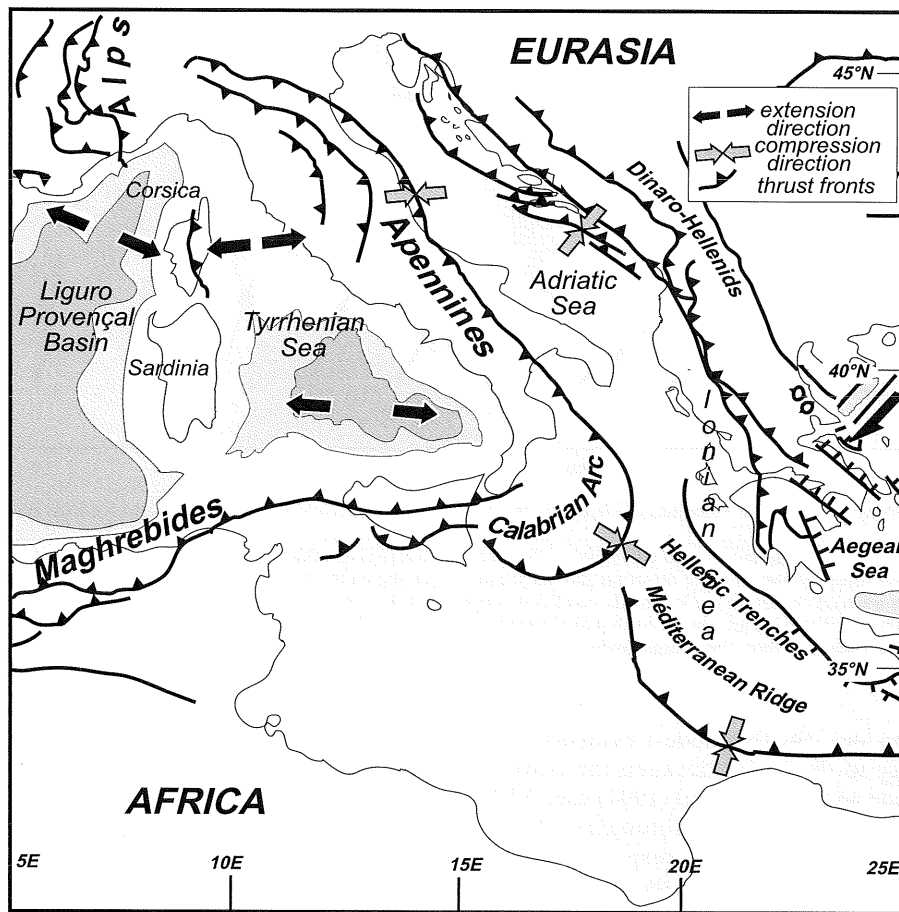 EURASIA
45°N
Alps
extension
direction
compression
direction
thrust fronts
Corsica
Dinaro-Hellenids
Apennines
Adriatic
Sea
Liguro
Provençal
Basin
Tyrrhenian
Sea
Sardinia
40°N
Ionian Sea
Maghrebides
Calabrian Arc
Aegean
Sea
Hellenic Trenches
Méditerranean Ridge
35°N
AFRICA
5E
10E
15E
20E
25E